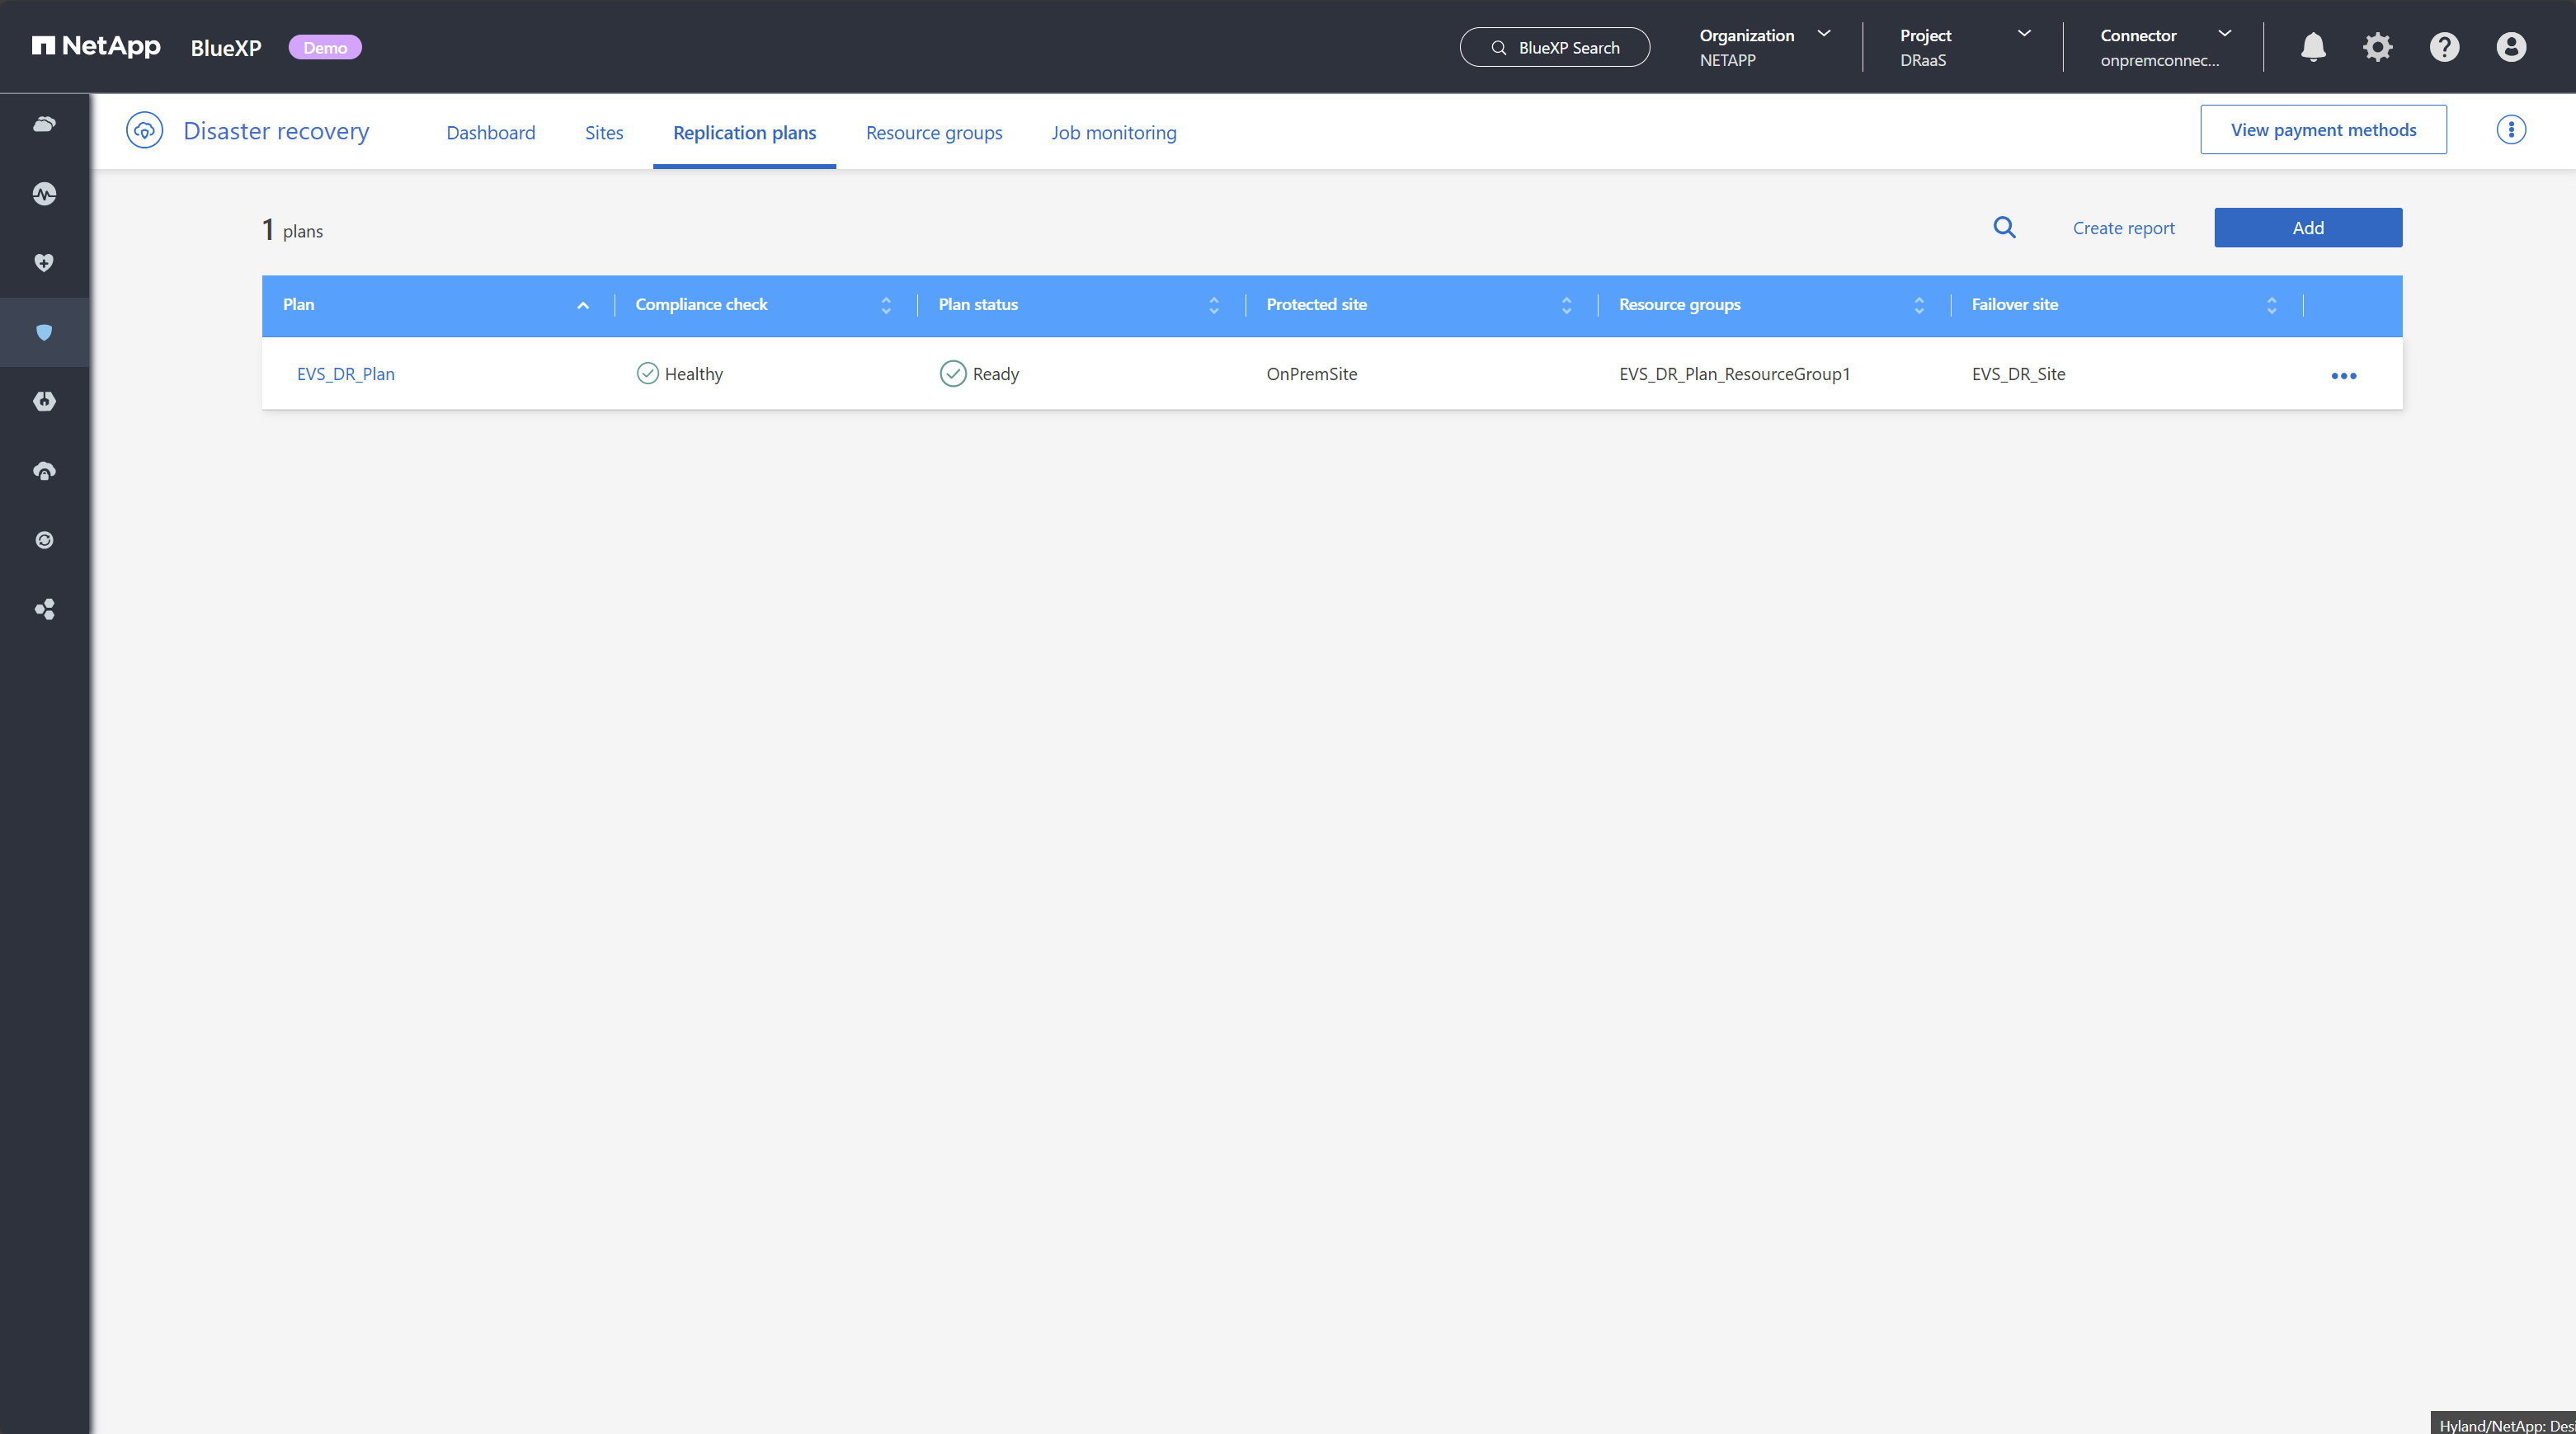 NetApp BlueXP Demo
BlueXP Search
Organization
NETAPP
Project
DRaaS
Connector
onpremconnec...
Disaster recovery
Dashboard Sites Replication plans Resource groups Job monitoring
View payment methods
1 plans
Create report Add
Plan Compliance check Plan status Protected site Resource groups Failover site
EVS_DR_Plan Healthy Ready OnPremSite EVS_DR_Plan_ResourceGroup1 EVS_DR_Site
Hyland/NetApp: Desi